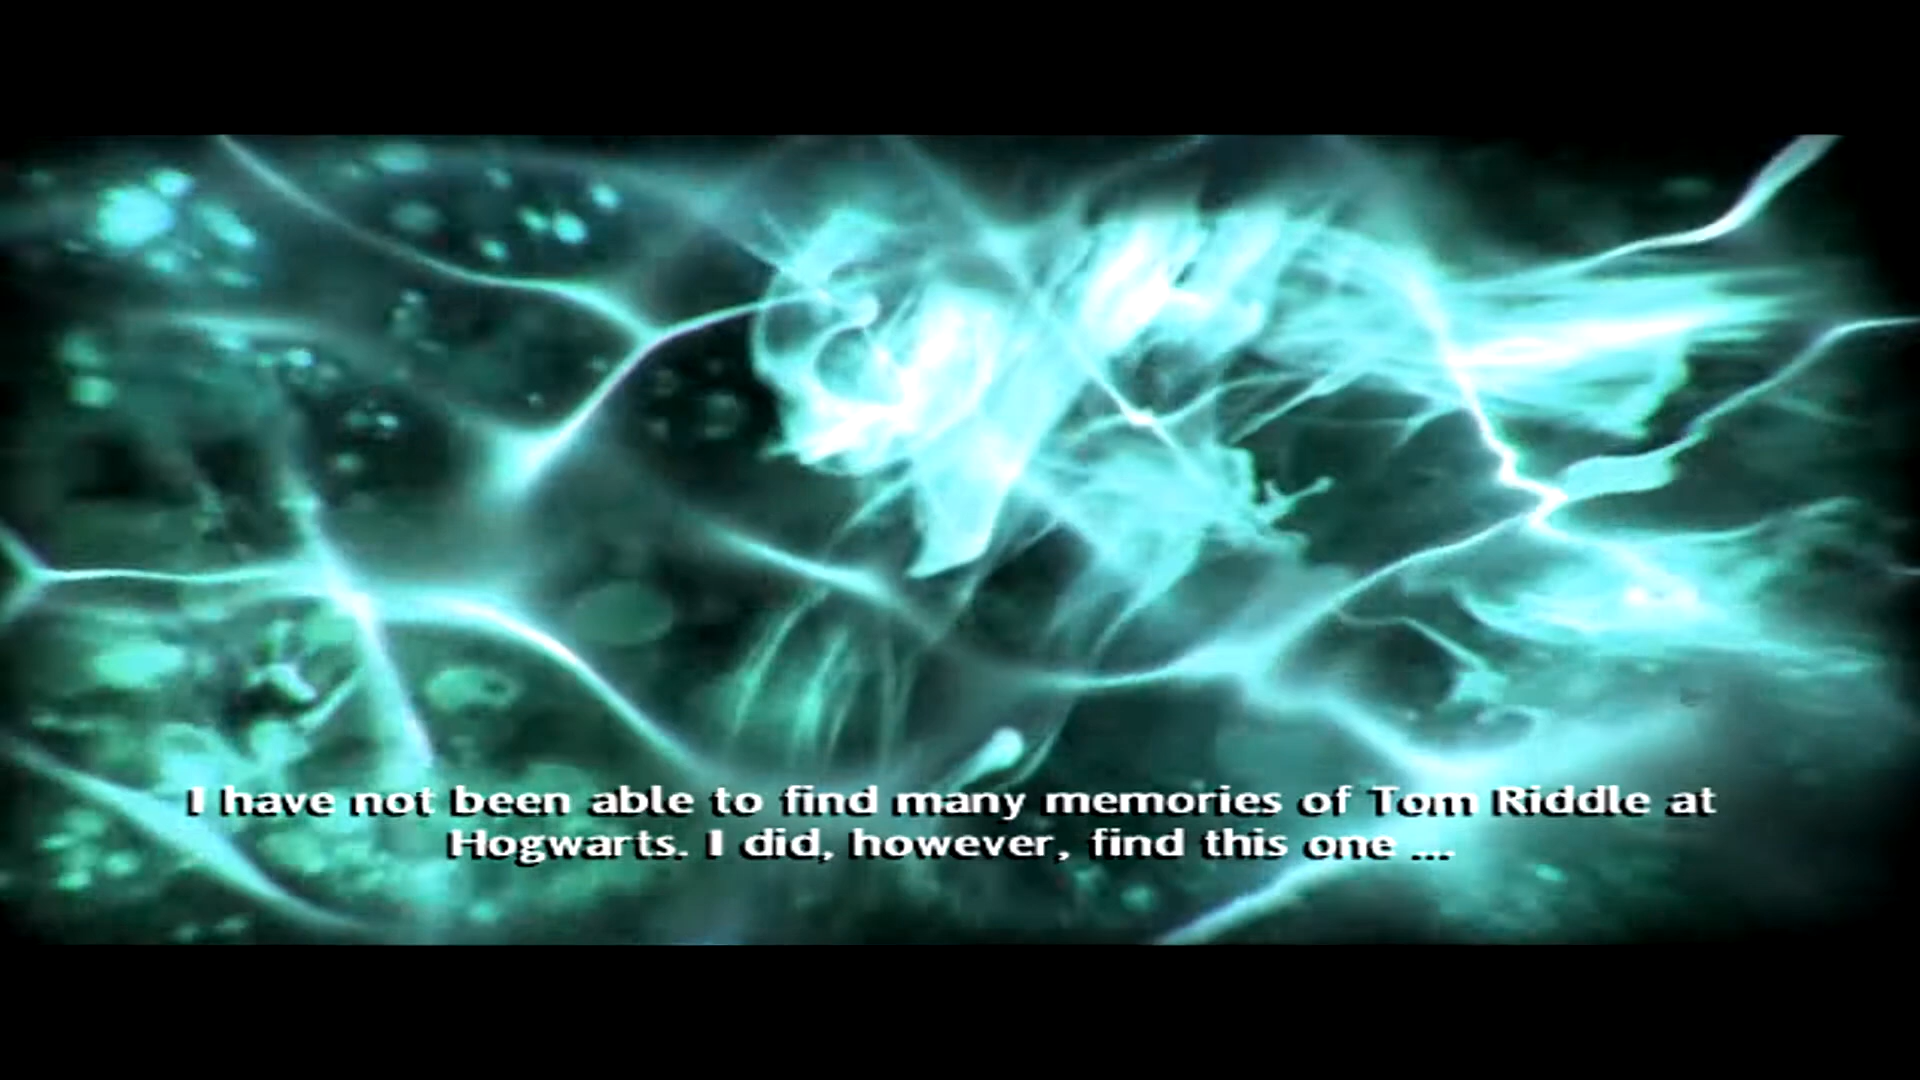 I have not been able to find many memories of Tom Riddle at
Hogwarts. I did, however, find this one ...